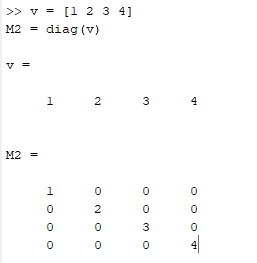 >> v = [1 2 3 4]
M2 = diag(v)
v =
1 2 3 4
M2 =
1 0 0 0
0 2 0 0
0 0 3 0
0 0 0 4